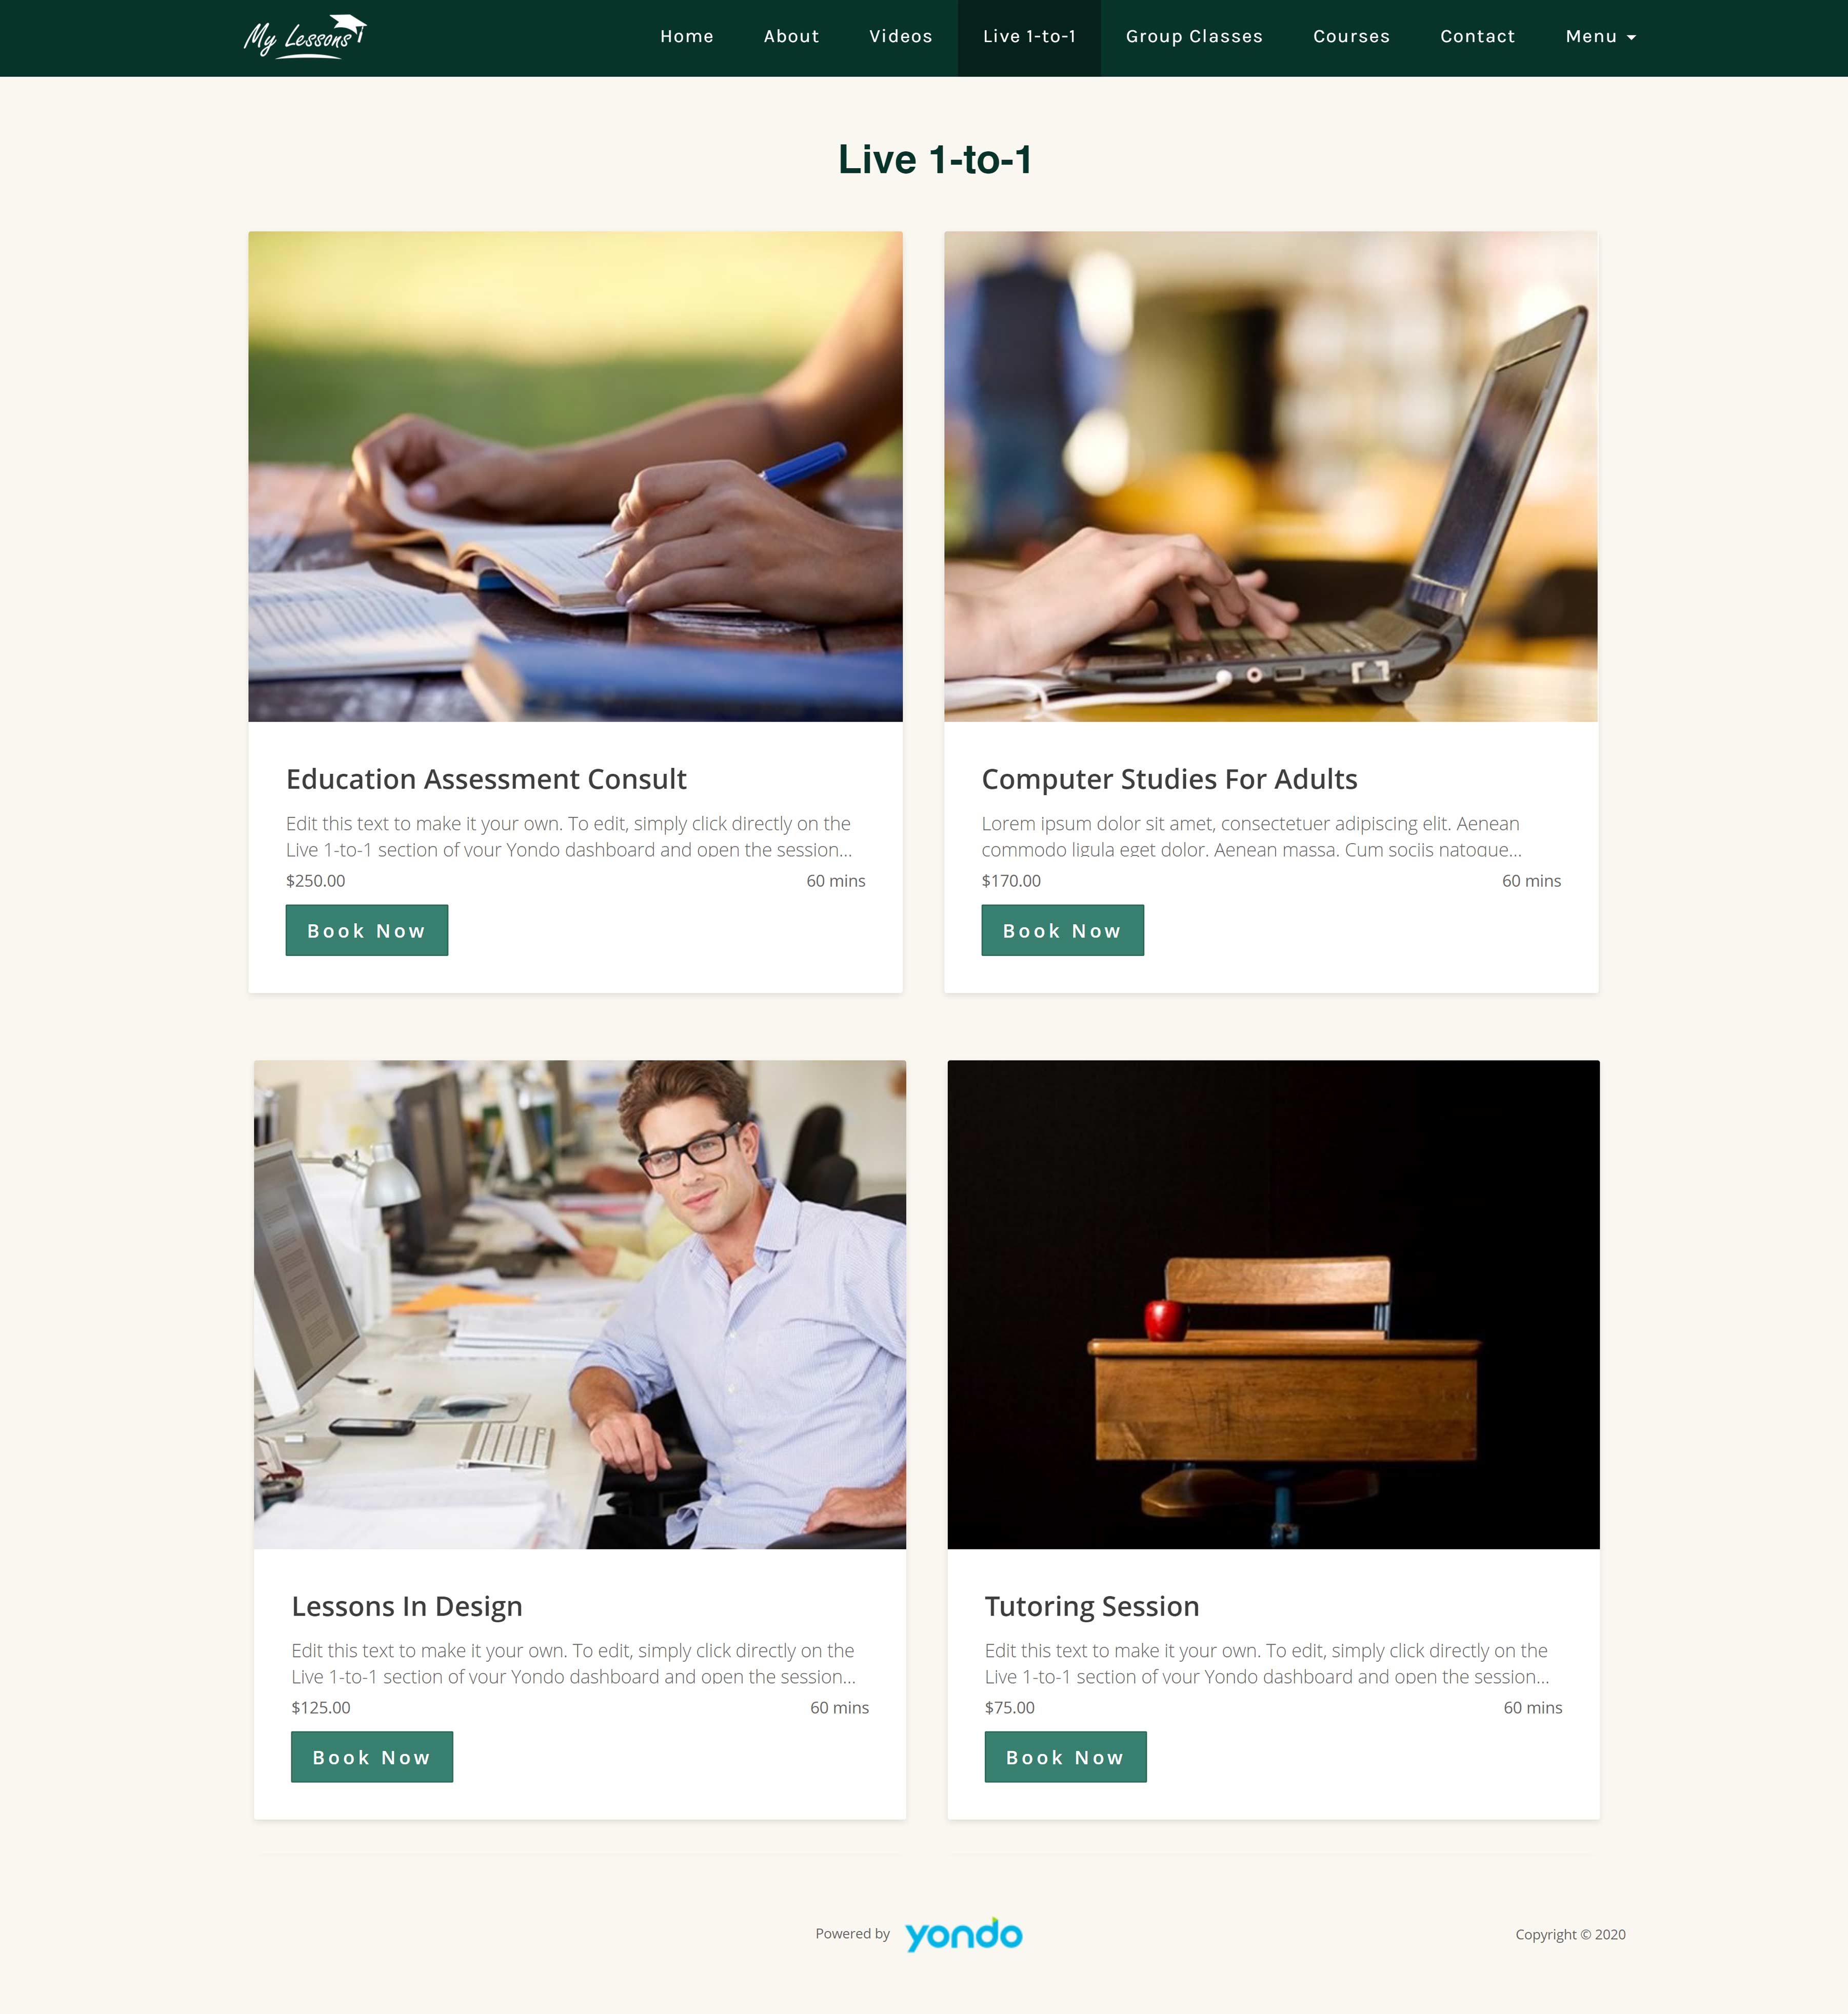 My Lessons
Home About Videos Live 1-to-1 Group Classes Courses Contact Menu
Live 1-to-1
Education Assessment Consult
Edit this text to make it your own. To edit, simply click directly on the
Live 1-to-1 section of your Yondo dashboard and open the session...
$250.00 60 mins
Book Now
Computer Studies For Adults
Lorem ipsum dolor sit amet, consectetuer adipiscing elit. Aenean
commodo ligula eget dolor. Aenean massa. Cum sociis natoque...
$170.00 60 mins
Book Now
Lessons In Design
Edit this text to make it your own. To edit, simply click directly on the
Live 1-to-1 section of your Yondo dashboard and open the session...
$125.00 60 mins
Book Now
Tutoring Session
Edit this text to make it your own. To edit, simply click directly on the
Live 1-to-1 section of your Yondo dashboard and open the session...
$75.00 60 mins
Book Now
Powered by yondo
Copyright © 2020